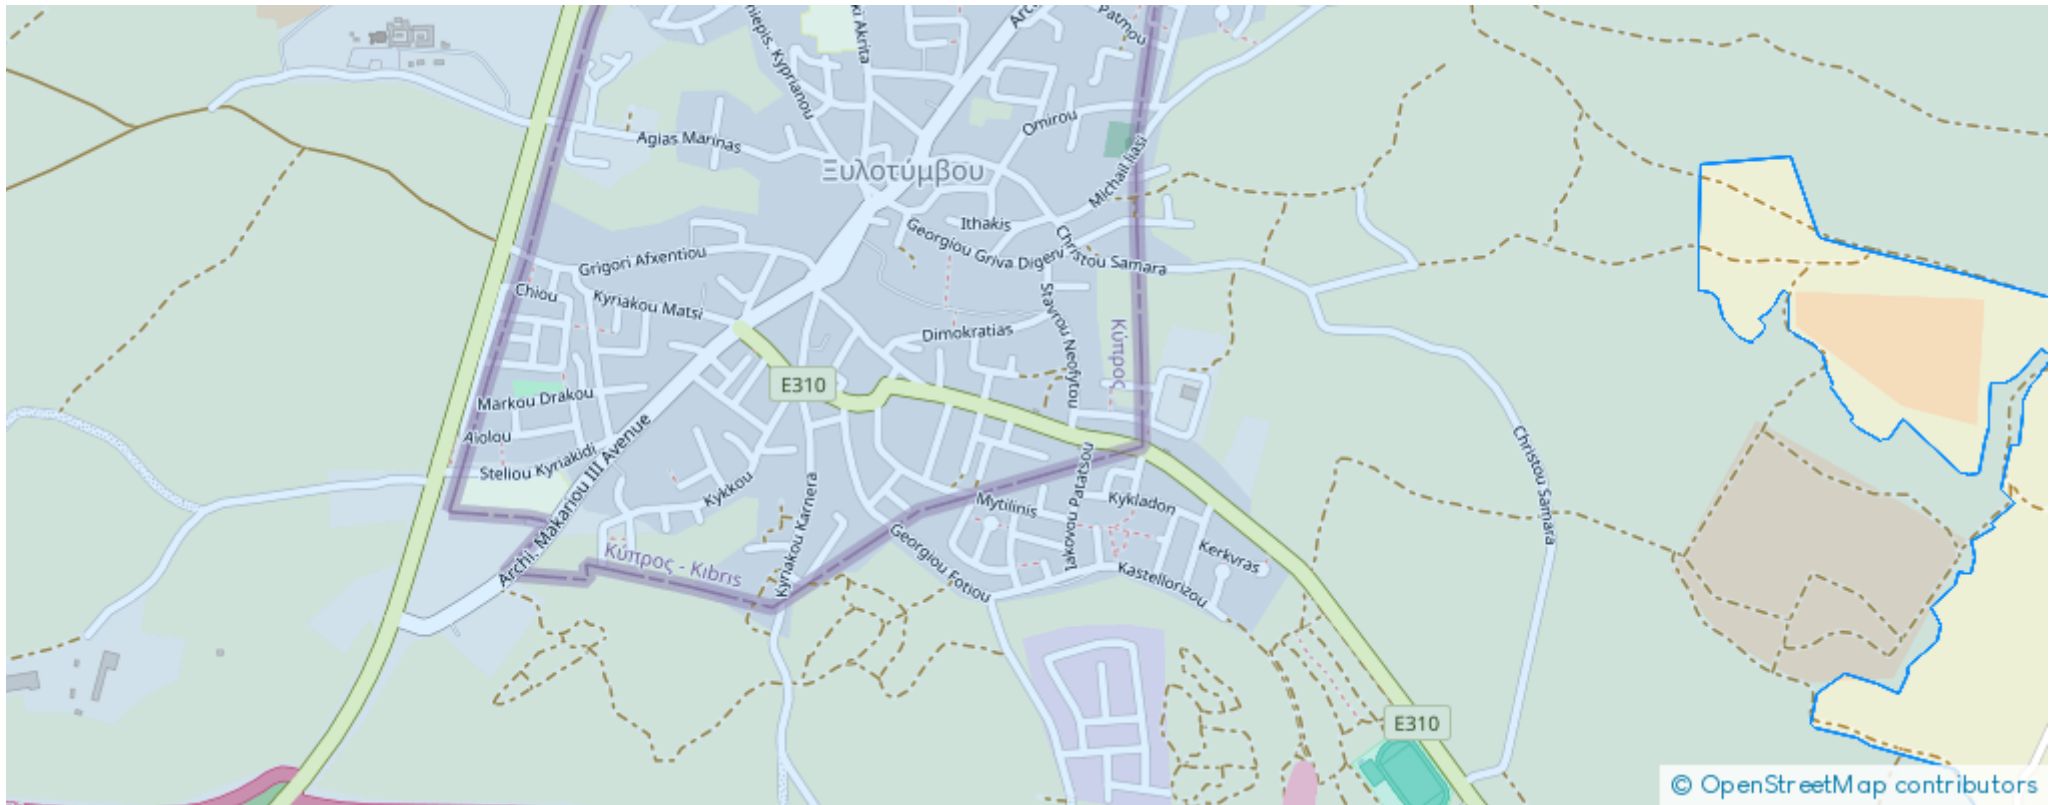 Patmou
Akrita
Kyprianou
Omirou
Agias Marinas
Michail Iiasi
Ξυλοτύμβου
Ithakis
Georgiou Griva Digeni
Christou Samara
Grigori Afxentiou
Chiou
Kyriakou Matsi
Stavrou Neofytou
Dimokratias
Κύπρος
E310
Markou Drakou
Aiolou
Steliou Kyriakidi
Archi. Makariou III Avenue
Kykkou
Kyriakou Karnera
Mytilinis
Iakovou Patatsou
Kykladon
Christou Samara
Κύπρος - Kıbrıs
Georgiou Fotiou
Kerkyras
Kastellorizou
E310
© OpenStreetMap contributors